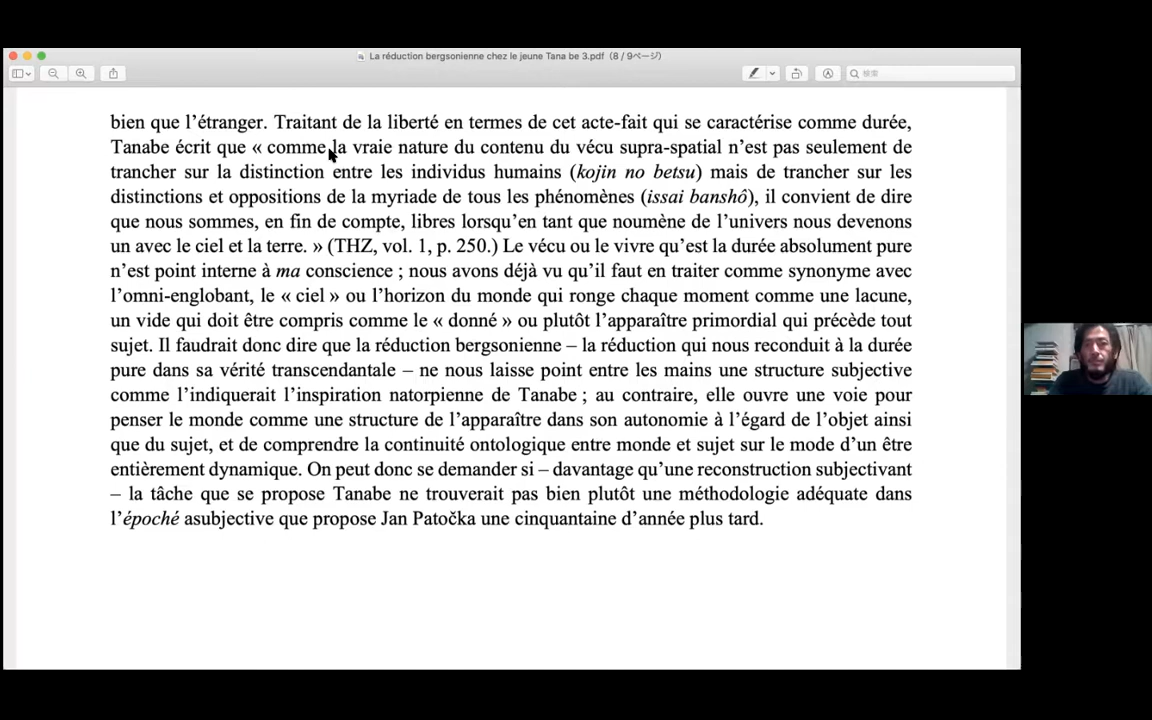 La réduction bergsonienne chez le jeune Tana be 3.pdf（8 / 9ページ）
検索
bien que l’étranger. Traitant de la liberté en termes de cet acte-fait qui se caractérise comme durée,
Tanabe écrit que « comme la vraie nature du contenu du vécu supra-spatial n’est pas seulement de
trancher sur la distinction entre les individus humains (kojin no betsu) mais de trancher sur les
distinctions et oppositions de la myriade de tous les phénomènes (issai banshô), il convient de dire
que nous sommes, en fin de compte, libres lorsqu’en tant que noumène de l’univers nous devenons
un avec le ciel et la terre. » (THZ, vol. 1, p. 250.) Le vécu ou le vivre qu’est la durée absolument pure
n’est point interne à ma conscience ; nous avons déjà vu qu’il faut en traiter comme synonyme avec
l’omni-englobant, le « ciel » ou l’horizon du monde qui ronge chaque moment comme une lacune,
un vide qui doit être compris comme le « donné » ou plutôt l’apparaître primordial qui précède tout
sujet. Il faudrait donc dire que la réduction bergsonienne – la réduction qui nous reconduit à la durée
pure dans sa vérité transcendantale – ne nous laisse point entre les mains une structure subjective
comme l’indiquerait l’inspiration natorpienne de Tanabe ; au contraire, elle ouvre une voie pour
penser le monde comme une structure de l’apparaître dans son autonomie à l’égard de l’objet ainsi
que du sujet, et de comprendre la continuité ontologique entre monde et sujet sur le mode d’un être
entièrement dynamique. On peut donc se demander si – davantage qu’une reconstruction subjectivant
– la tâche que se propose Tanabe ne trouverait pas bien plutôt une méthodologie adéquate dans
l’époché asubjective que propose Jan Patočka une cinquantaine d’année plus tard.